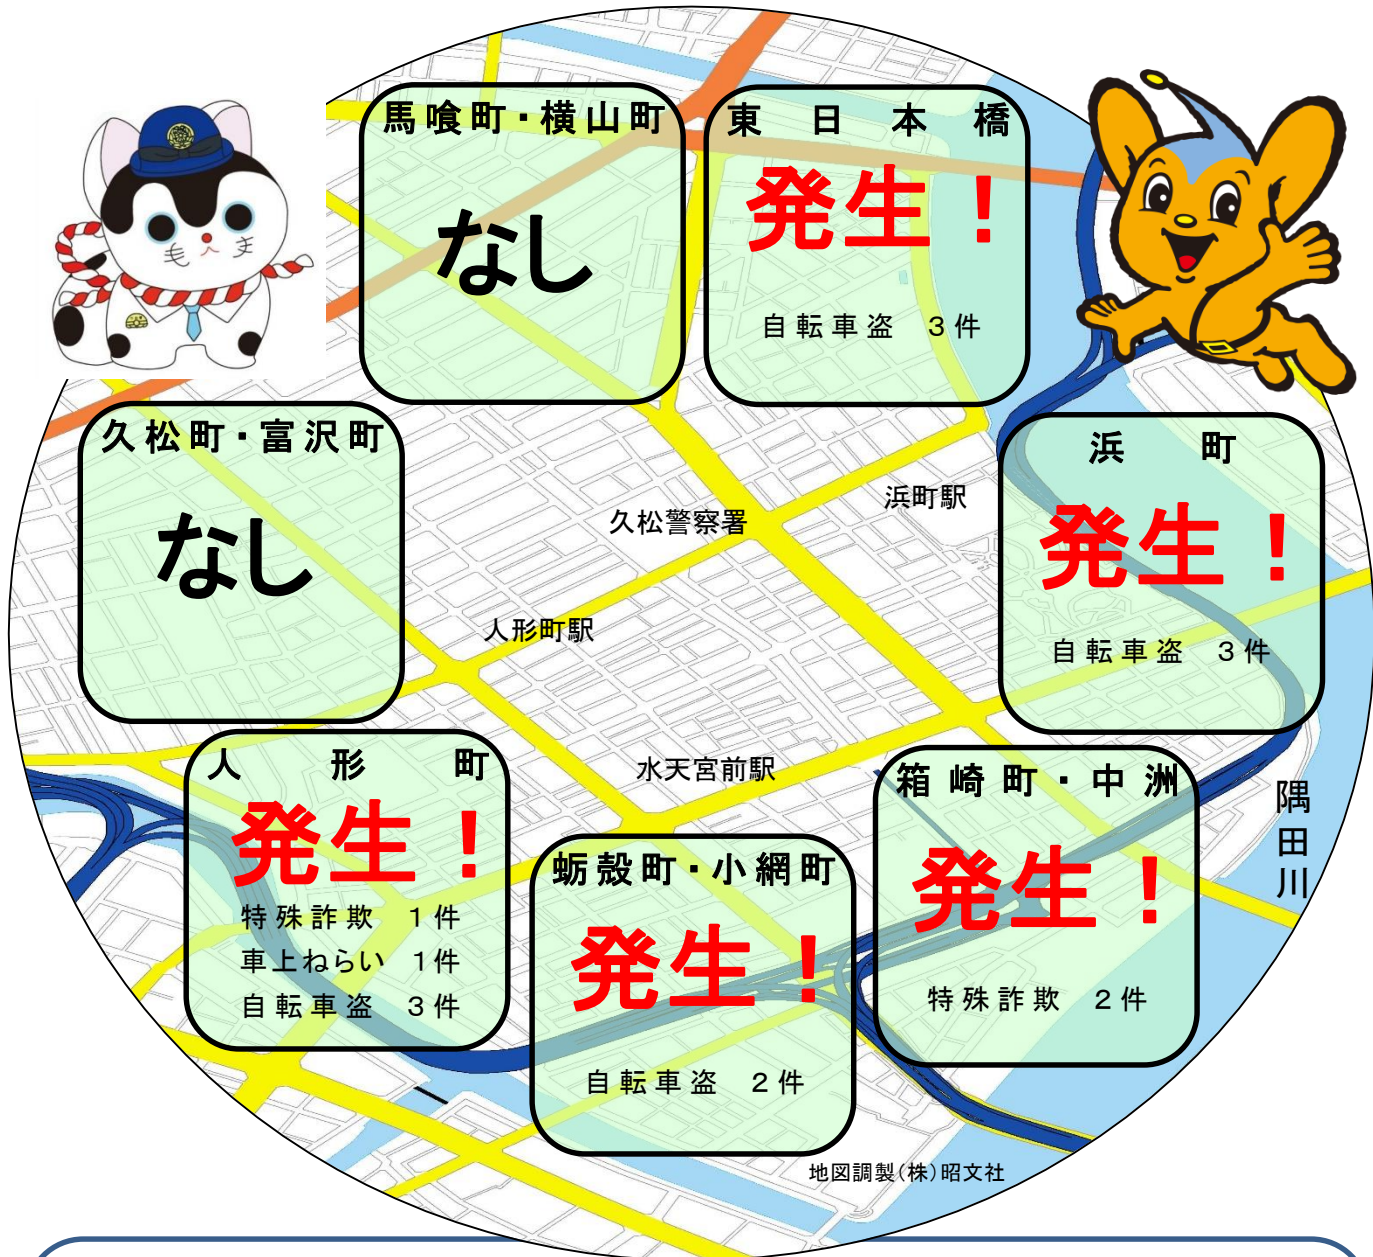 馬喰町・横山町
なし
東日本橋
発生！
自転車盗 3件
久松町・富沢町
なし
浜町
発生！
自転車盗 3件
浜町駅
久松警察署
人形町駅
水天宮前駅
人形町
発生！
特殊詐欺 1件
車上ねらい 1件
自転車盗 3件
蛎殻町・小網町
発生！
自転車盗 2件
箱崎町・中洲
発生！
特殊詐欺 2件
隅田川
地図調製(株)昭文社